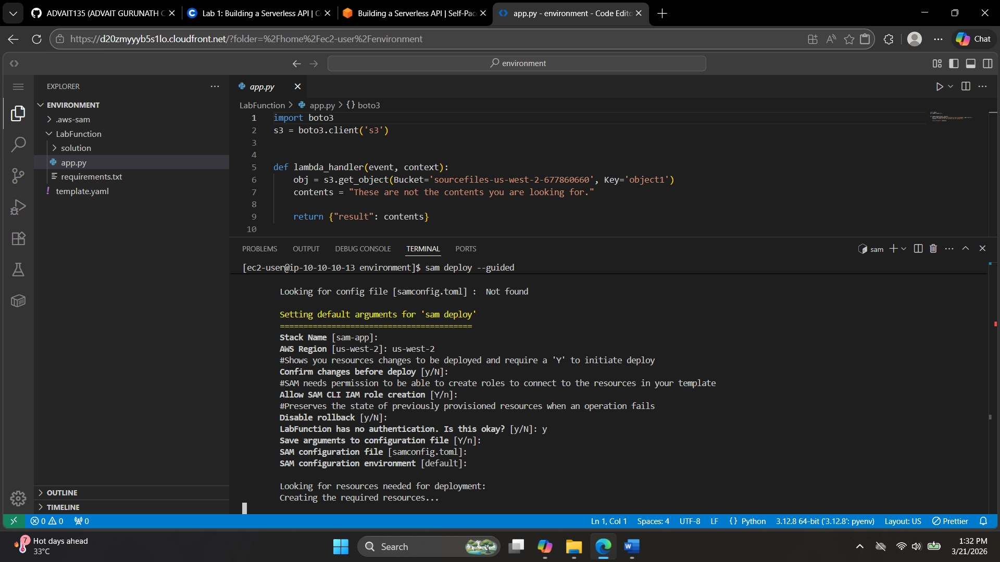 ADVAIT135 (ADVAIT GURUNATH C
Lab 1: Building a Serverless API | Co
Building a Serverless API | Self-Pac
app.py - environment - Code Edito
https://d20zmyyyb5s1lo.cloudfront.net/?folder=%2Fhome%2Fec2-user%2Fenvironment
Chat
environment
EXPLORER
ENVIRONMENT
.aws-sam
LabFunction
solution
app.py
requirements.txt
template.yaml
OUTLINE
TIMELINE
app.py
LabFunction > app.py > {} boto3
1 import boto3
2 s3 = boto3.client('s3')
3
4
5 def lambda_handler(event, context):
6 obj = s3.get_object(Bucket='sourcefiles-us-west-2-677860660', Key='object1')
7 contents = "These are not the contents you are looking for."
8
9 return {"result": contents}
10
PROBLEMS OUTPUT DEBUG CONSOLE TERMINAL PORTS
sam
[ec2-user@ip-10-10-10-13 environment]$ sam deploy --guided
Looking for config file [samconfig.toml] : Not found
Setting default arguments for 'sam deploy'
=========================================
Stack Name [sam-app]:
AWS Region [us-west-2]: us-west-2
#Shows you resources changes to be deployed and require a 'Y' to initiate deploy
Confirm changes before deploy [y/N]:
#SAM needs permission to be able to create roles to connect to the resources in your template
Allow SAM CLI IAM role creation [Y/n]:
#Preserves the state of previously provisioned resources when an operation fails
Disable rollback [y/N]:
LabFunction has no authentication. Is this okay? [y/N]: y
Save arguments to configuration file [Y/n]:
SAM configuration file [samconfig.toml]:
SAM configuration environment [default]:
Looking for resources needed for deployment:
Creating the required resources...
0 0 0
Ln 1, Col 1 Spaces: 4 UTF-8 LF {} Python 3.12.8 64-bit ('3.12.8': pyenv) Layout: US Prettier
7
Hot days ahead
33°C
Search
1:32 PM
3/21/2026